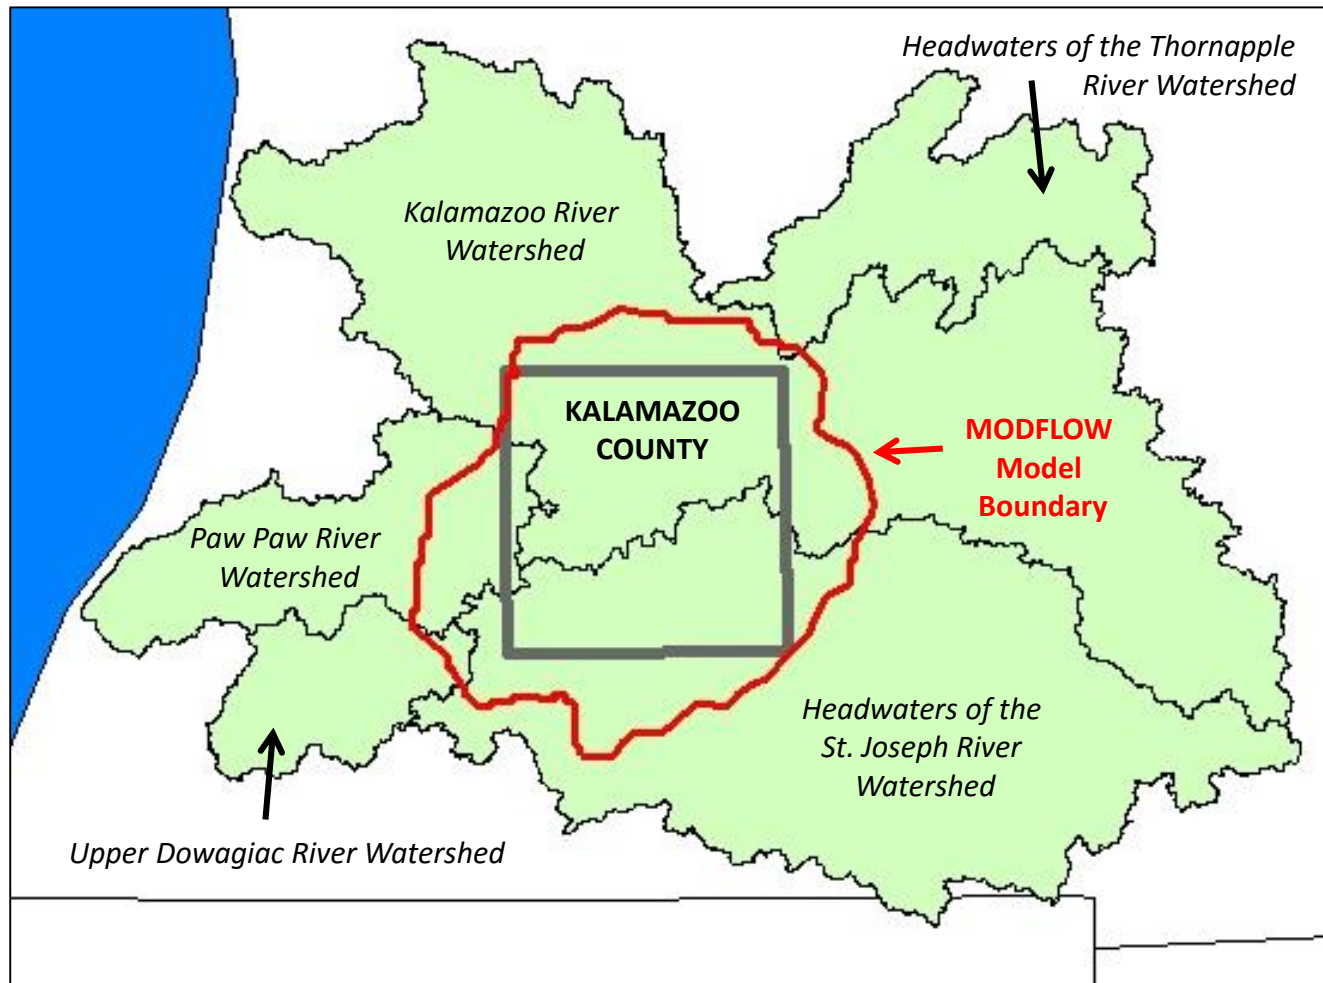 Headwaters of the Thornapple
River Watershed
Kalamazoo River
Watershed
KALAMAZOO
COUNTY
MODFLOW
Model
Boundary
Paw Paw River
Watershed
Headwaters of the
St. Joseph River
Watershed
Upper Dowagiac River Watershed